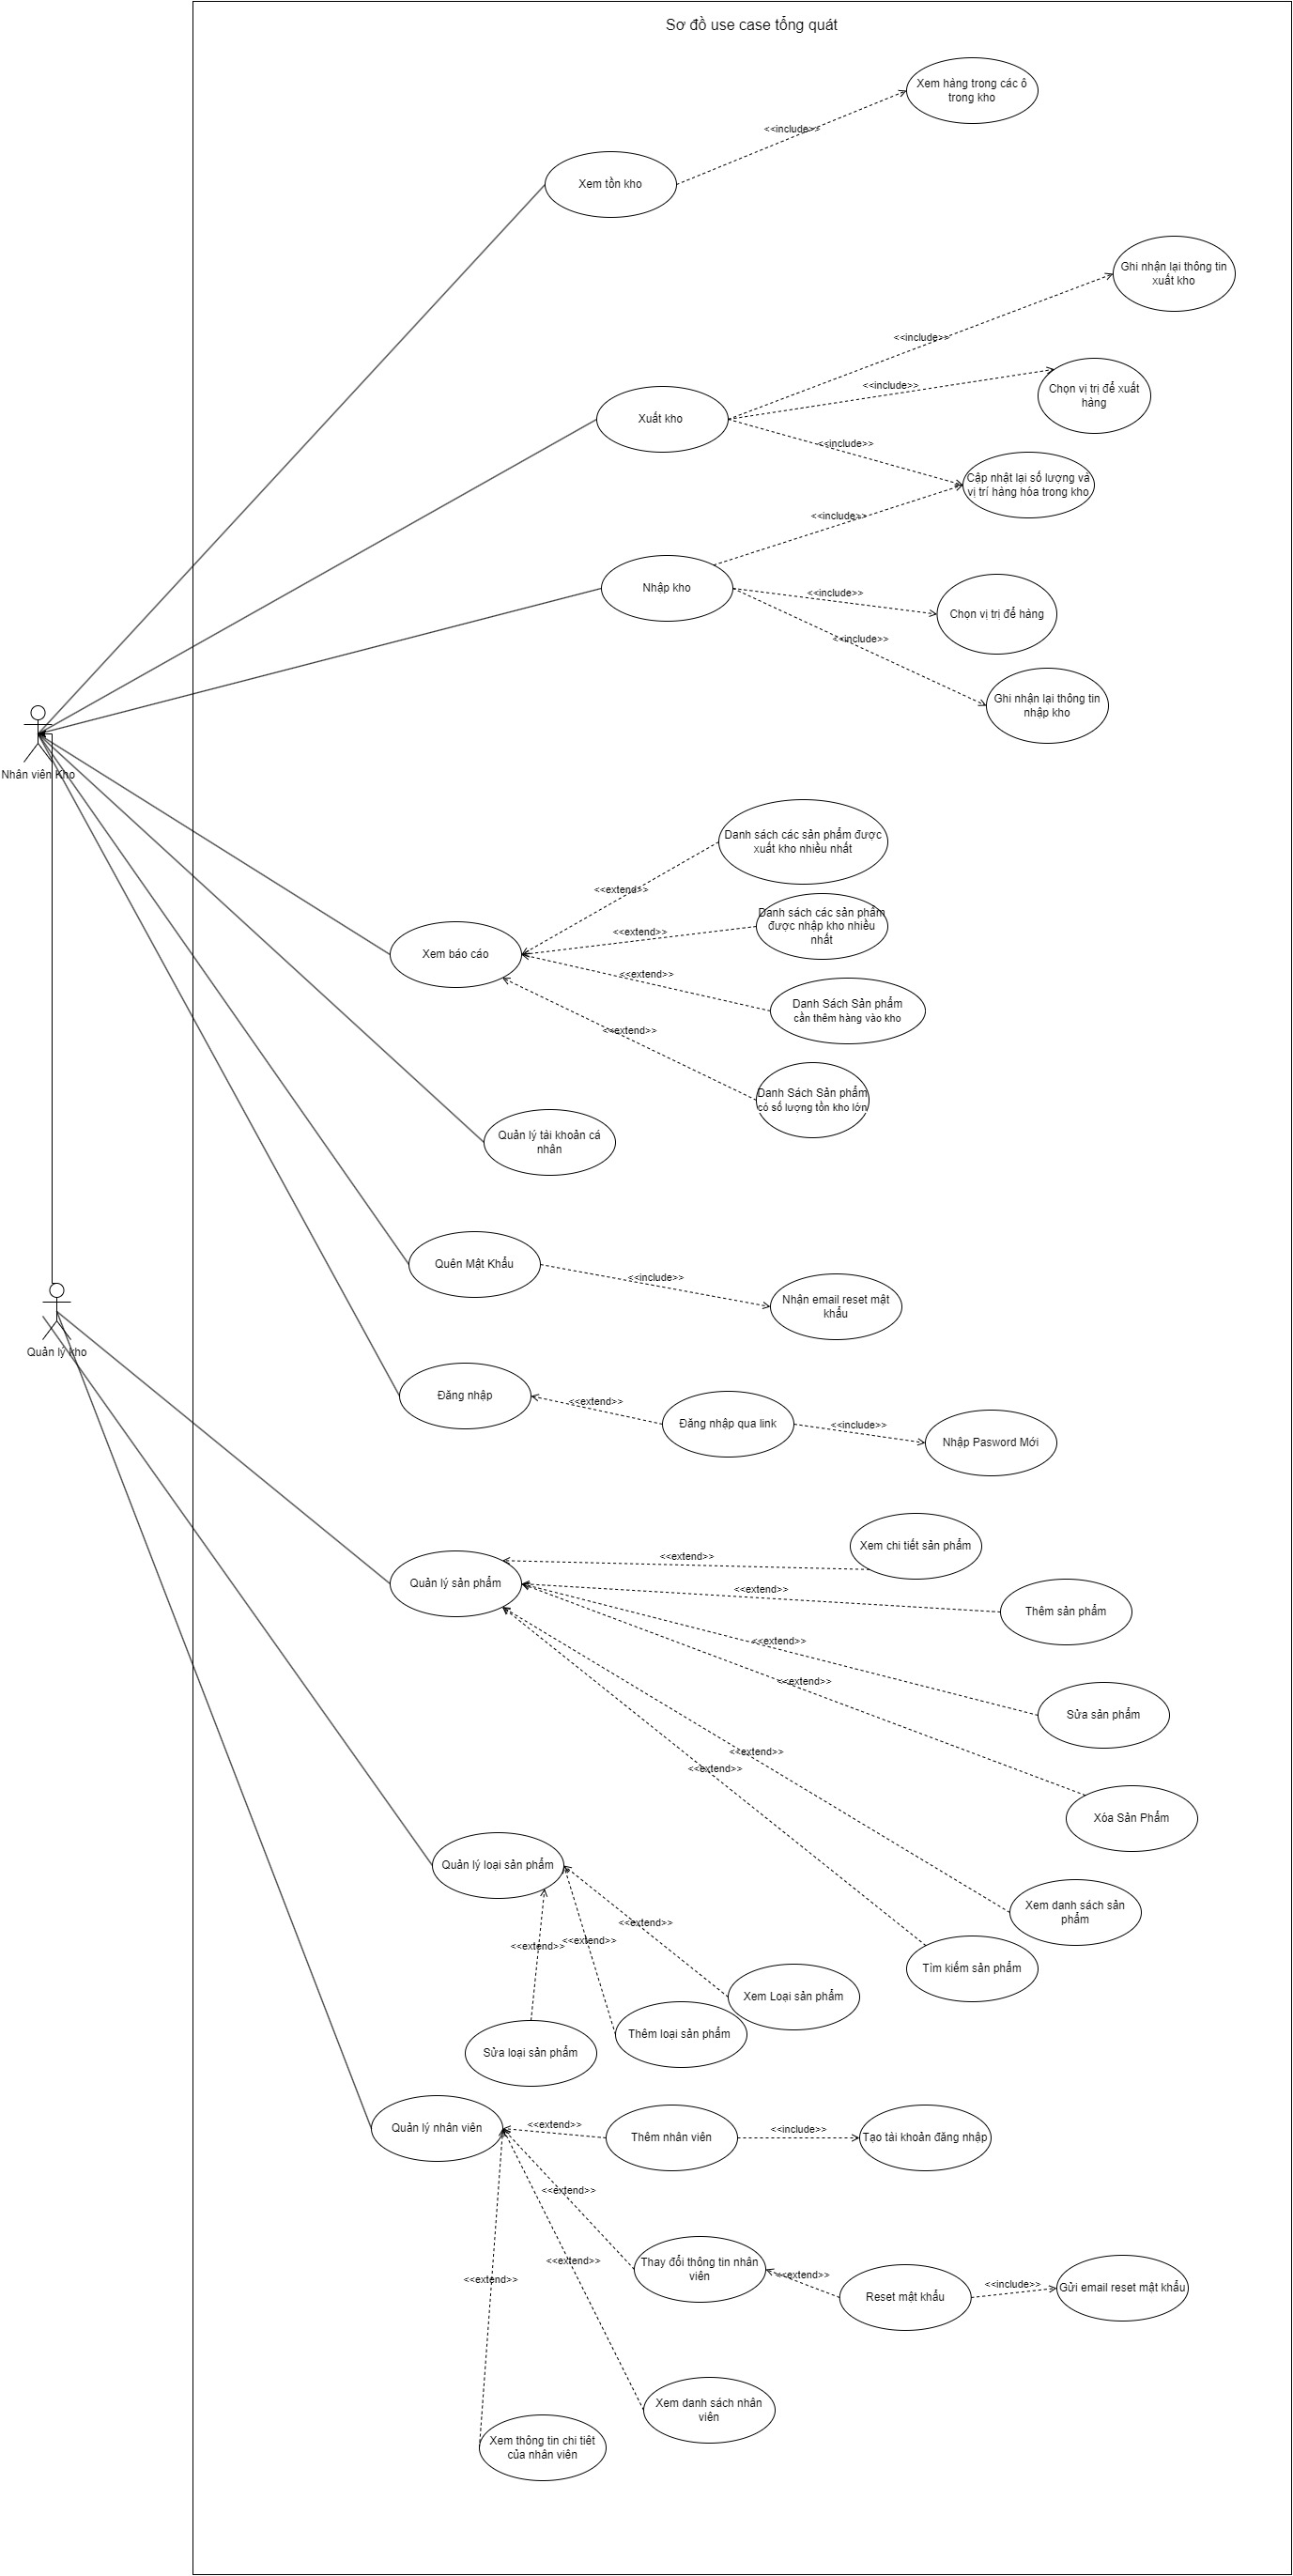 Sơ đồ use case tổng quát
Xem hàng trong các ô
trong kho
<<include>>
Xem tồn kho
Ghi nhận lại thông tin
xuất kho
<<include>>
Chọn vị trị để xuất
hàng
<<include>>
Xuất kho
<<include>>
Cập nhật lại số lượng và
vị trí hàng hóa trong kho
<<include>>
Nhập kho
<<include>>
Chọn vị trị để hàng
<<include>>
Ghi nhận lại thông tin
nhập kho
Nhân viên Kho
Danh sách các sản phẩm được
xuất kho nhiều nhất
<<extend>>
Danh sách các sản phẩm
được nhập kho nhiều
nhất
<<extend>>
Xem báo cáo
<<extend>>
Danh Sách Sản phẩm
cần thêm hàng vào kho
<<extend>>
Danh Sách Sản phẩm
có số lượng tồn kho lớn
Quản lý tài khoản cá
nhân
Quên Mật Khẩu
<<include>>
Nhận email reset mật
khẩu
Quản lý kho
Đăng nhập
<<extend>>
Đăng nhập qua link
<<include>>
Nhập Pasword Mới
Xem chi tiết sản phẩm
<<extend>>
Quản lý sản phẩm
<<extend>>
Thêm sản phẩm
<<extend>>
<<extend>>
Sửa sản phẩm
<<extend>>
<<extend>>
Xóa Sản Phẩm
Quản lý loại sản phẩm
Xem danh sách sản
phẩm
<<extend>>
<<extend>>
<<extend>>
Tìm kiếm sản phẩm
Xem Loại sản phẩm
Thêm loại sản phẩm
Sửa loại sản phẩm
Quản lý nhân viên
<<extend>>
Thêm nhân viên
<<include>>
Tạo tài khoản đăng nhập
<<extend>>
<<extend>>
Thay đổi thông tin nhân
viên
<<extend>>
<<extend>>
Reset mật khẩu
<<include>>
Gửi email reset mật khẩu
Xem danh sách nhân
viên
Xem thông tin chi tiêt
của nhân viên